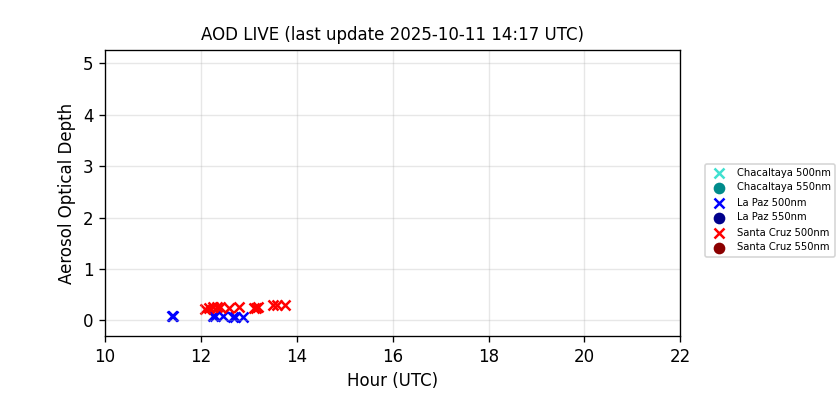 AOD LIVE (last update 2025-10-11 14:17 UTC)
Aerosol Optical Depth
5
4
3
2
1
0
10 12 14 16 18 20 22
Hour (UTC)
Chacaltaya 500nm
Chacaltaya 550nm
La Paz 500nm
La Paz 550nm
Santa Cruz 500nm
Santa Cruz 550nm